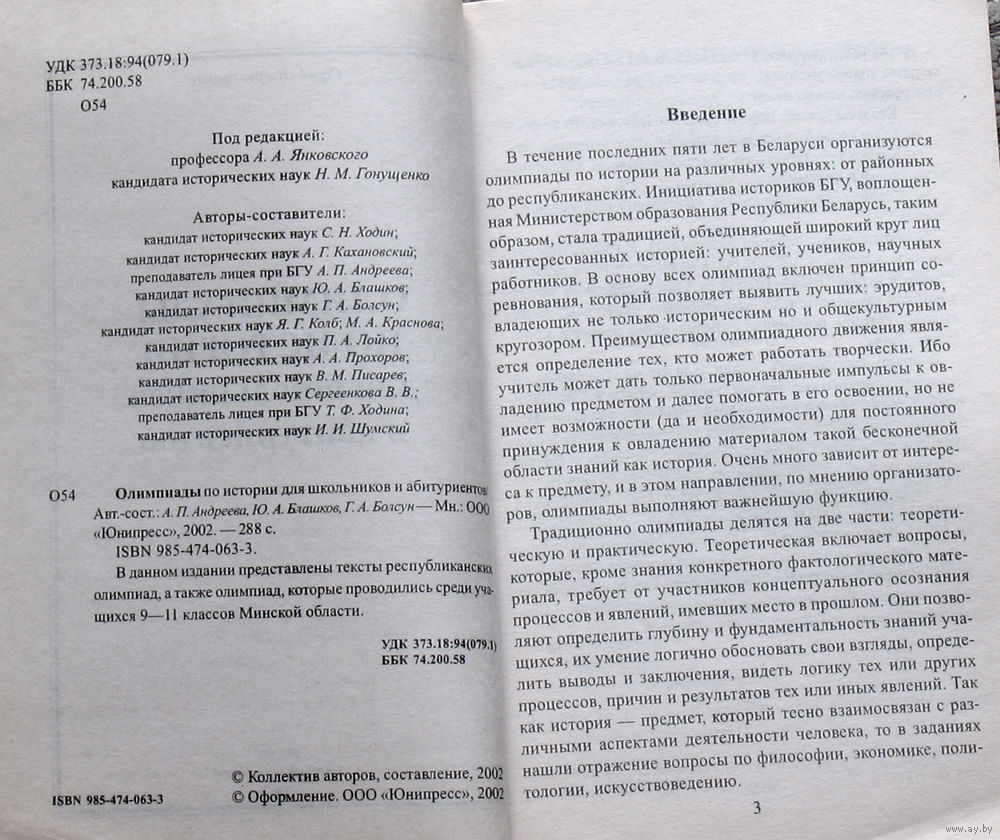 УДК 373.18:94(079.1)
ББК 74.200.58
О54
Под редакцией:
профессора А. А. Янковского
кандидата исторических наук Н. М. Гонущенко
Авторы-составители:
кандидат исторических наук С. Н. Ходин;
кандидат исторических наук А. Г. Кахановский;
преподаватель лицея при БГУ А. П. Андреева;
кандидат исторических наук Ю. А. Блашков;
кандидат исторических наук Г. А. Болсун;
кандидат исторических наук Я. Г. Колб; М. А. Краснова;
кандидат исторических наук П. А. Лойко;
кандидат исторических наук А. А. Прохоров;
кандидат исторических наук В. М. Писарев;
кандидат исторических наук Сергеенкова В. В.;
преподаватель лицея при БГУ Т. Ф. Ходина;
кандидат исторических наук И. И. Шумский
О54 Олимпиады по истории для школьников и абитуриентов/
Авт.-сост.: А. П. Андреева, Ю. А. Блашков, Г. А. Болсун — Мн.: ООО
«Юнипресс», 2002. — 288 с.
ISBN 985-474-063-3.
В данном издании представлены тексты республиканских
олимпиад, а также олимпиад, которые проводились среди уча-
щихся 9—11 классов Минской области.
УДК 373.18:94(079.1)
ББК 74.200.58
© Коллектив авторов, составление, 2002
ISBN 985-474-063-3 © Оформление. ООО «Юнипресс», 2002
Введение
В течение последних пяти лет в Беларуси организуются
олимпиады по истории на различных уровнях: от районных
до республиканских. Инициатива историков БГУ, воплощен-
ная Министерством образования Республики Беларусь, таким
образом, стала традицией, объединяющей широкий круг лиц
заинтересованных историей: учителей, учеников, научных
работников. В основу всех олимпиад включен принцип со-
ревнования, который позволяет выявить лучших: эрудитов,
владеющих не только историческим но и общекультурным
кругозором. Преимуществом олимпиадного движения явля-
ется определение тех, кто может работать творчески. Ибо
учитель может дать только первоначальные импульсы к ов-
ладению предметом и далее помогать в его освоении, но не
имеет возможности (да и необходимости) для постоянного
принуждения к овладению материалом такой бесконечной
области знаний как история. Очень много зависит от интере-
са к предмету, и в этом направлении, по мнению организато-
ров, олимпиады выполняют важнейшую функцию.
Традиционно олимпиады делятся на две части: теорети-
ческую и практическую. Теоретическая включает вопросы,
которые, кроме знания конкретного фактологического мате-
риала, требует от участников концептуального осознания
процессов и явлений, имевших место в прошлом. Они позво-
ляют определить глубину и фундаментальность знаний уча-
щихся, их умение логично обосновать свои взгляды, опреде-
лить выводы и заключения, видеть логику тех или других
процессов, причин и результатов тех или иных явлений. Так
как история — предмет, который тесно взаимосвязан с раз-
личными аспектами деятельности человека, то в заданиях
нашли отражение вопросы по философии, экономике, поли-
тологии, искусствоведению.
3
www.ay.by